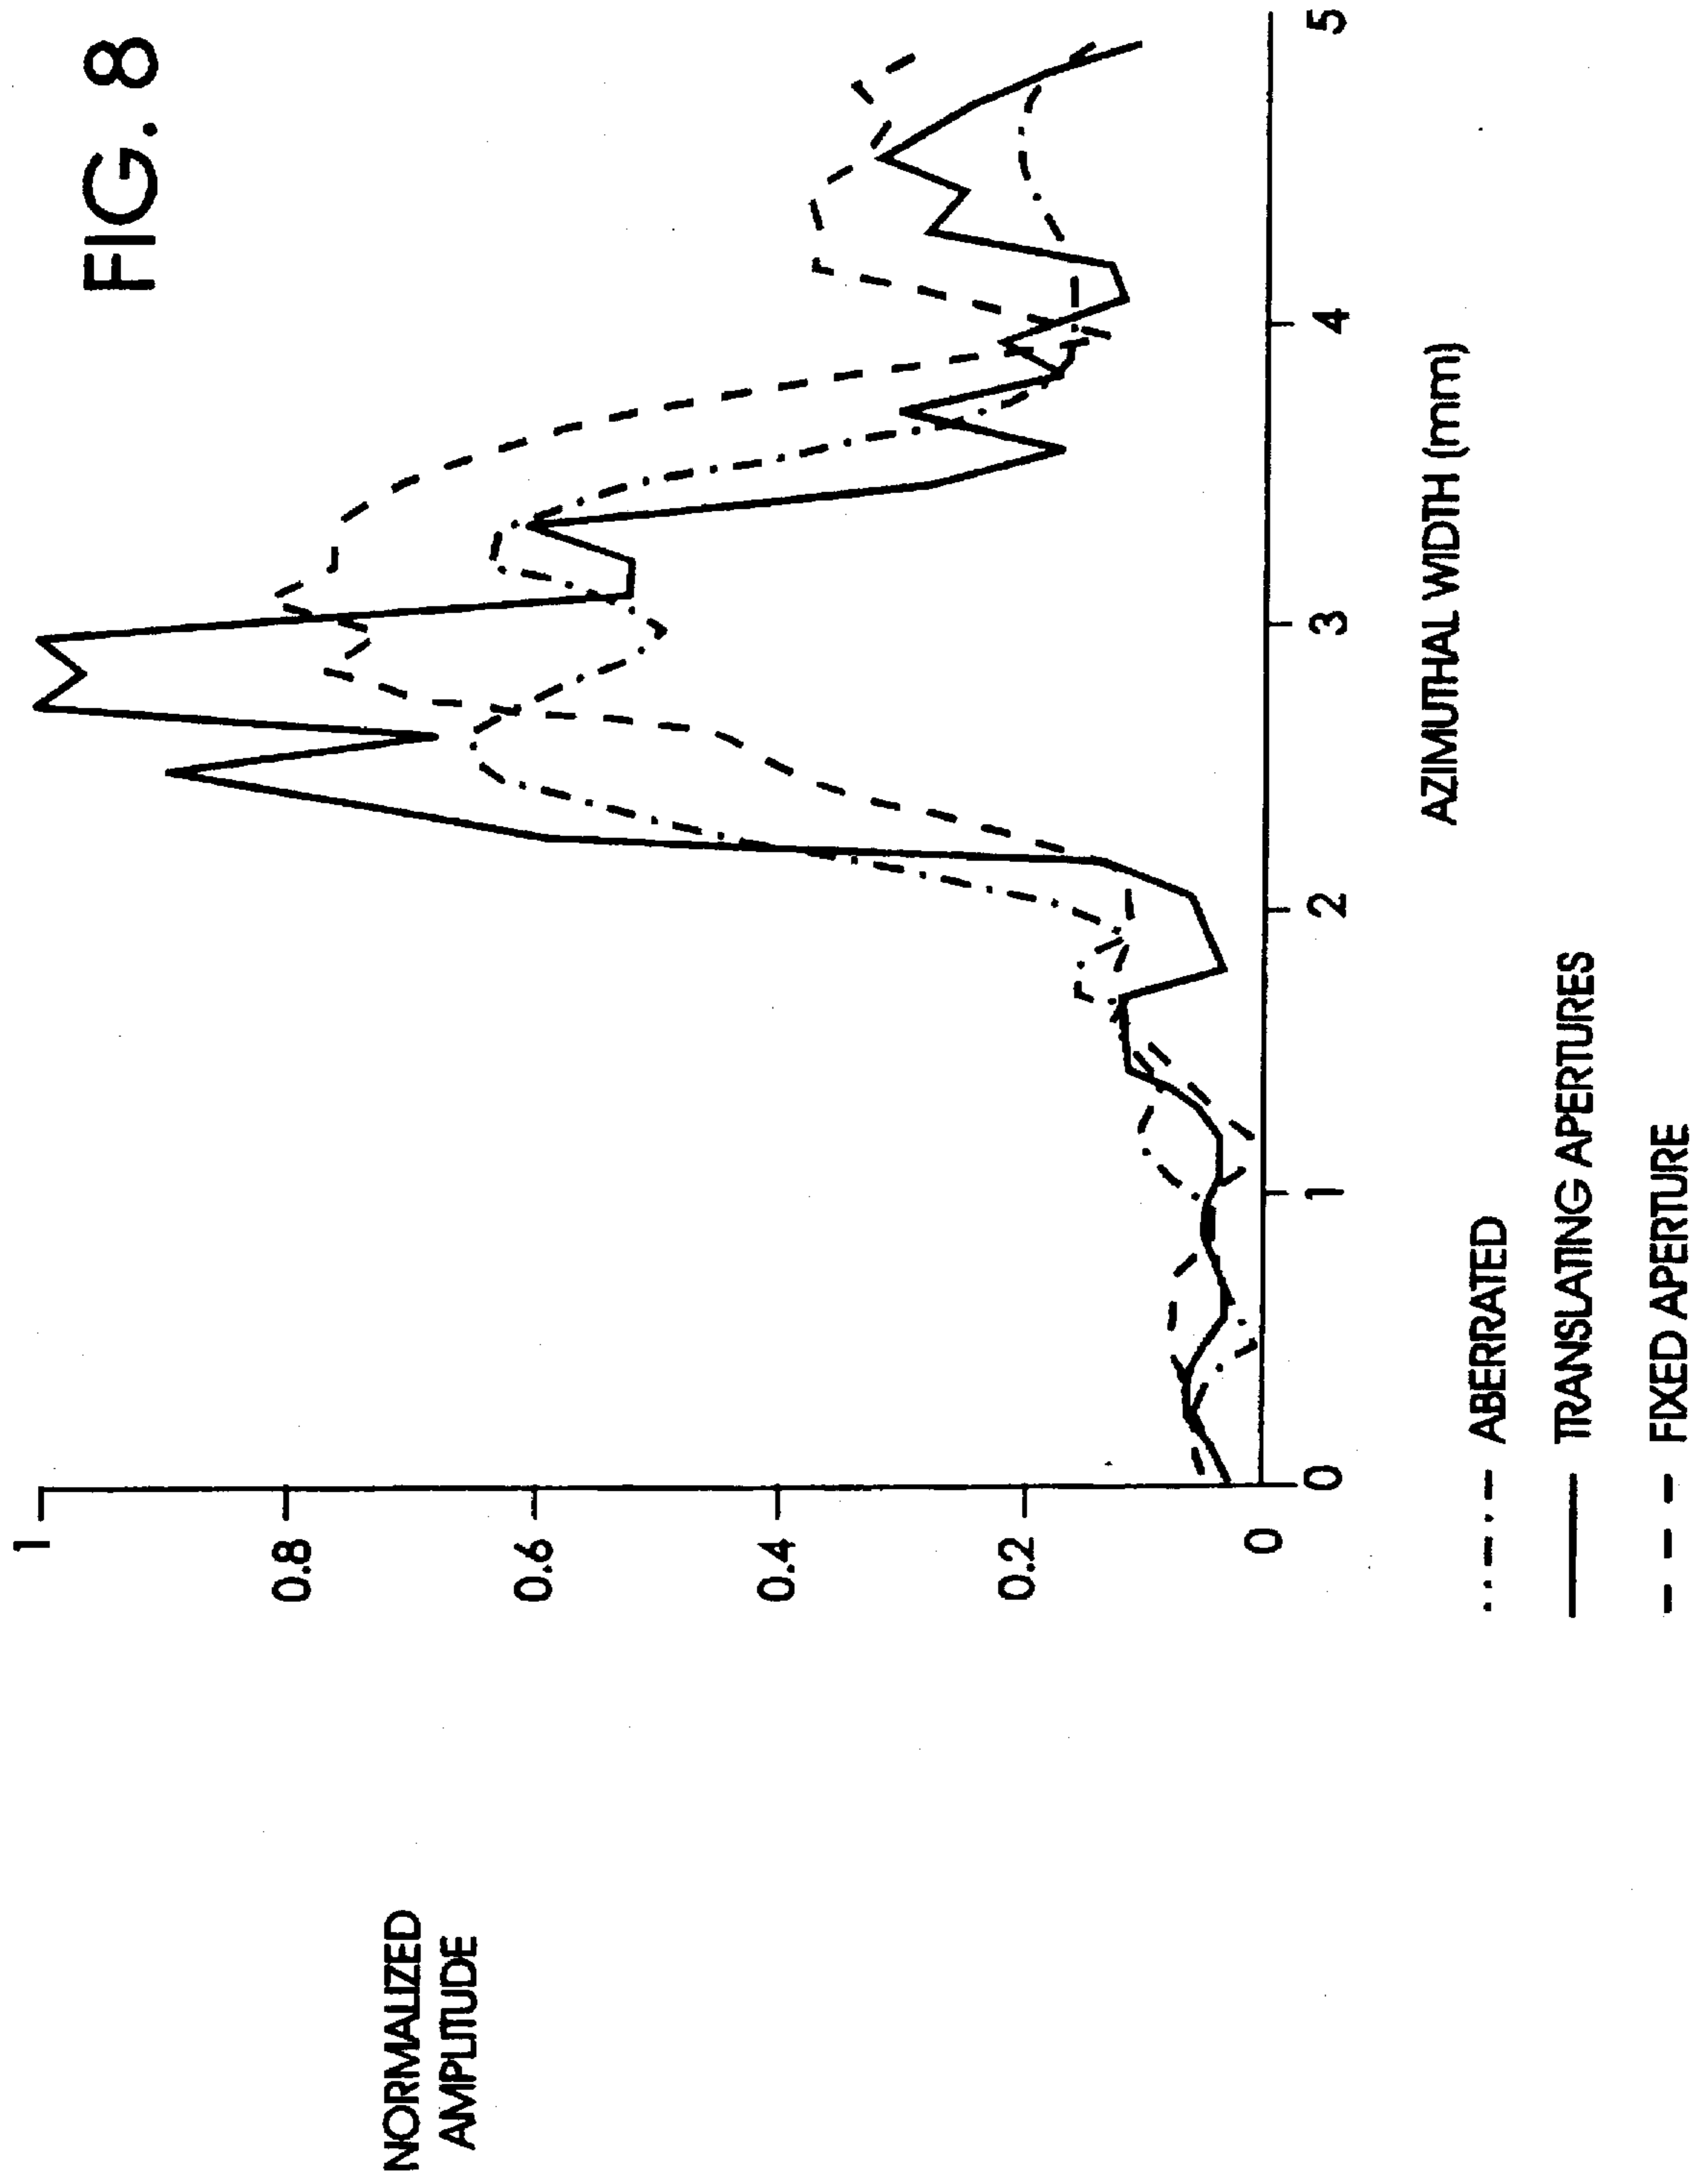 FIG. 8
NORMALIZED
AMPLITUDE
1
0.8
0.6
0.4
0.2
0
0
1
2
3
4
5
AZIMUTHAL WIDTH (mm)
ABERRATED
TRANSLATING APERTURES
FIXED APERTURE